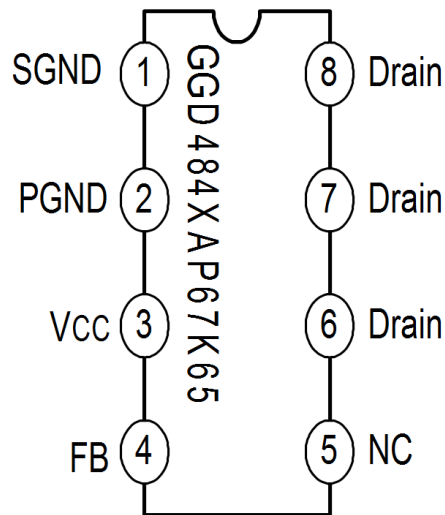 SGND 1 8 Drain
PGND 2 7 Drain
VCC 3 6 Drain
FB 4 5 NC
GGD484XAP67K65